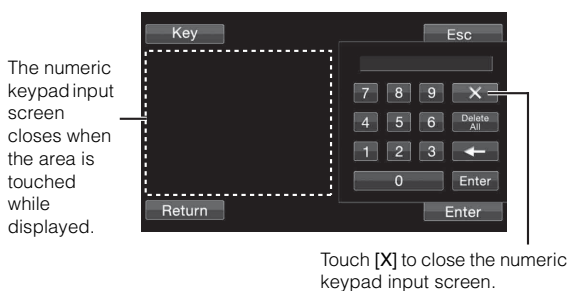 Key
Esc
The numeric
keypad input
screen
closes when
the area is
touched
while
displayed.
7 8 9 X
4 5 6 Delete All
1 2 3 ←
0 Enter
Return
Enter
Touch [X] to close the numeric
keypad input screen.